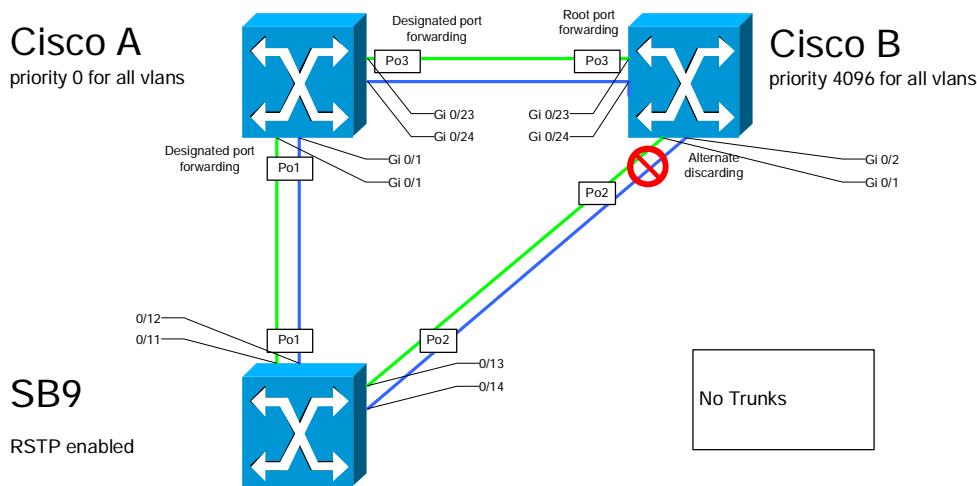 Cisco A
priority 0 for all vlans
Designated port
forwarding
Root port
forwarding
Cisco B
priority 4096 for all vlans
Po3
Po3
Gi 0/23
Gi 0/24
Gi 0/23
Gi 0/24
Designated port
forwarding
Gi 0/1
Gi 0/1
Po1
Alternate
discarding
Gi 0/2
Gi 0/1
Po2
0/12
0/11
Po1
Po2
0/13
0/14
SB9
RSTP enabled
No Trunks